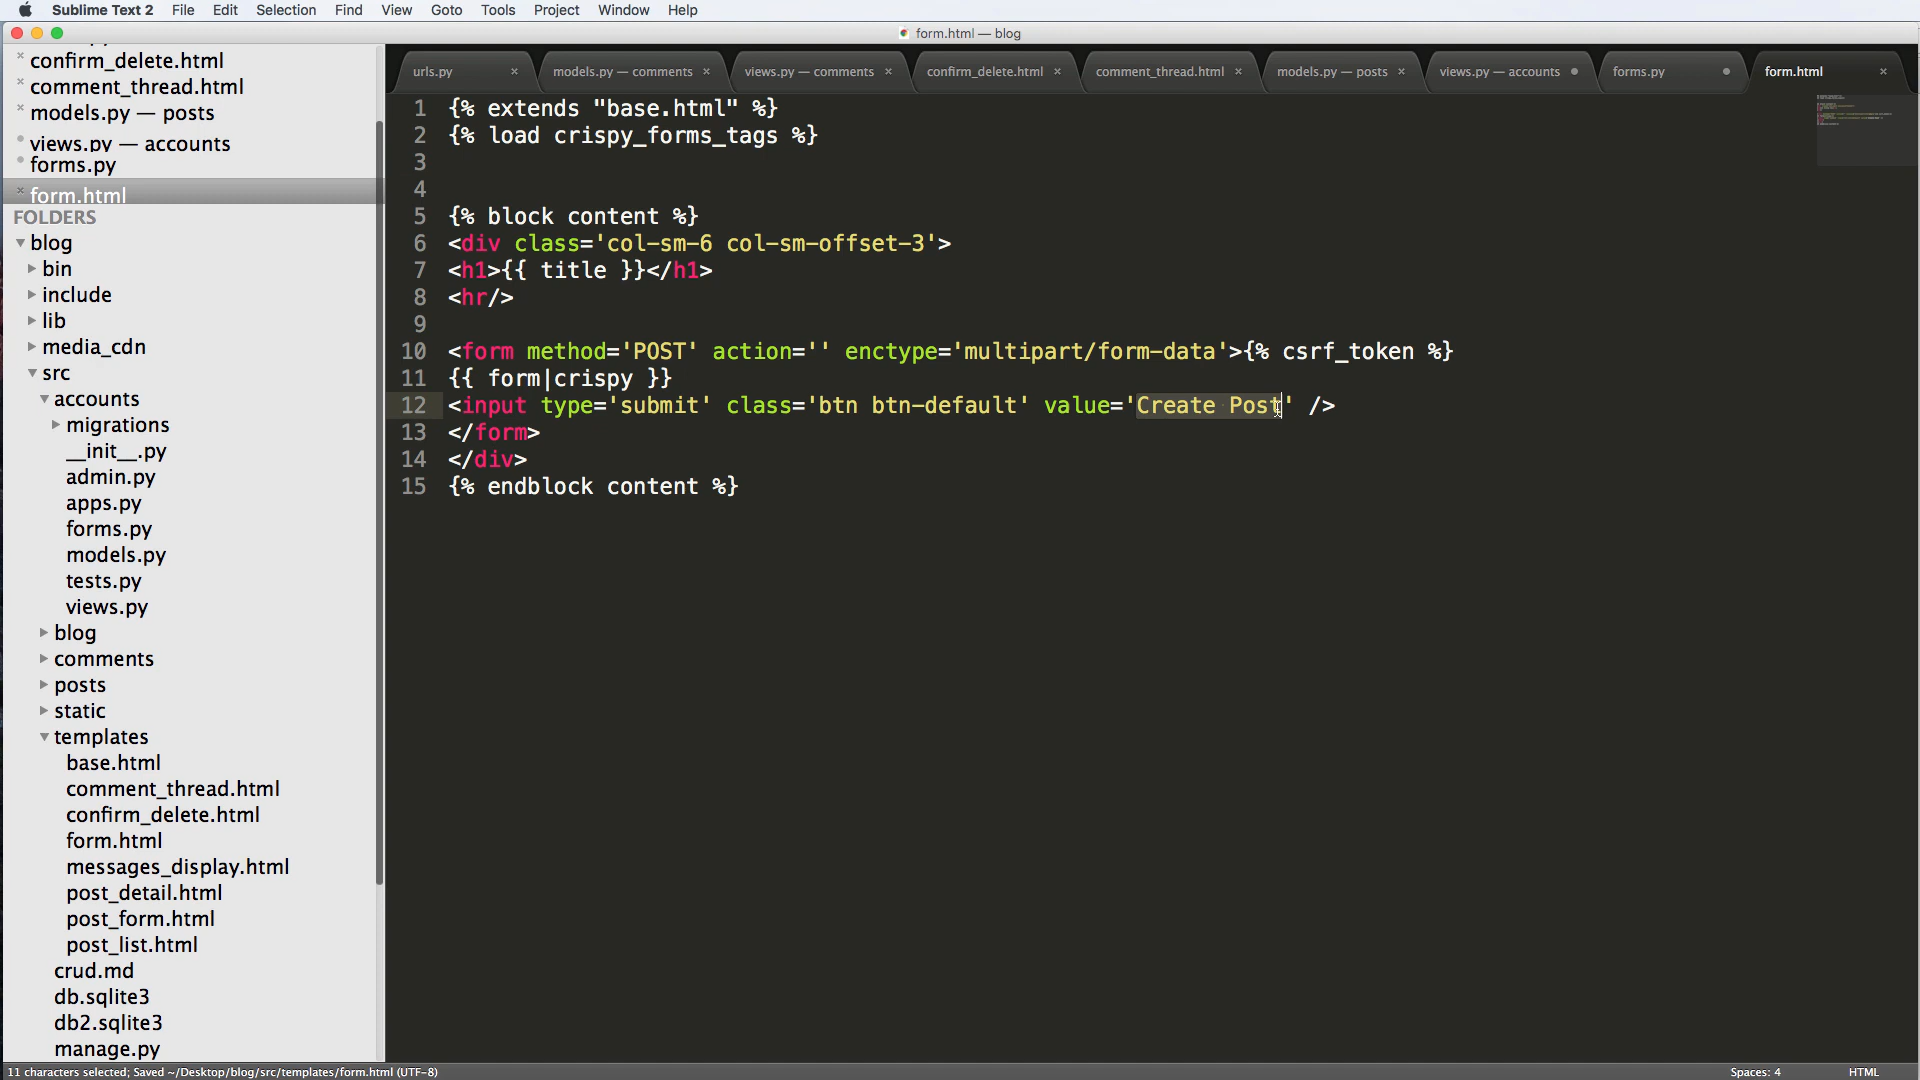 Sublime Text 2 File Edit Selection Find View Goto Tools Project Window Help
form.html — blog
confirm_delete.html
comment_thread.html
models.py — posts
views.py — accounts
forms.py
form.html
FOLDERS
blog
bin
include
lib
media_cdn
src
accounts
migrations
__init__.py
admin.py
apps.py
forms.py
models.py
tests.py
views.py
blog
comments
posts
static
templates
base.html
comment_thread.html
confirm_delete.html
form.html
messages_display.html
post_detail.html
post_form.html
post_list.html
crud.md
db.sqlite3
db2.sqlite3
manage.py
urls.py models.py — comments views.py — comments confirm_delete.html comment_thread.html models.py — posts views.py — accounts forms.py form.html
1 {% extends "base.html" %}
2 {% load crispy_forms_tags %}
3
4
5 {% block content %}
6 <div class='col-sm-6 col-sm-offset-3'>
7 <h1>{{ title }}</h1>
8 <hr/>
9
10 <form method='POST' action='' enctype='multipart/form-data'>{% csrf_token %}
11 {{ form|crispy }}
12 <input type='submit' class='btn btn-default' value='Create Post' />
13 </form>
14 </div>
15 {% endblock content %}
11 characters selected; Saved ~/Desktop/blog/src/templates/form.html (UTF-8) Spaces: 4 HTML